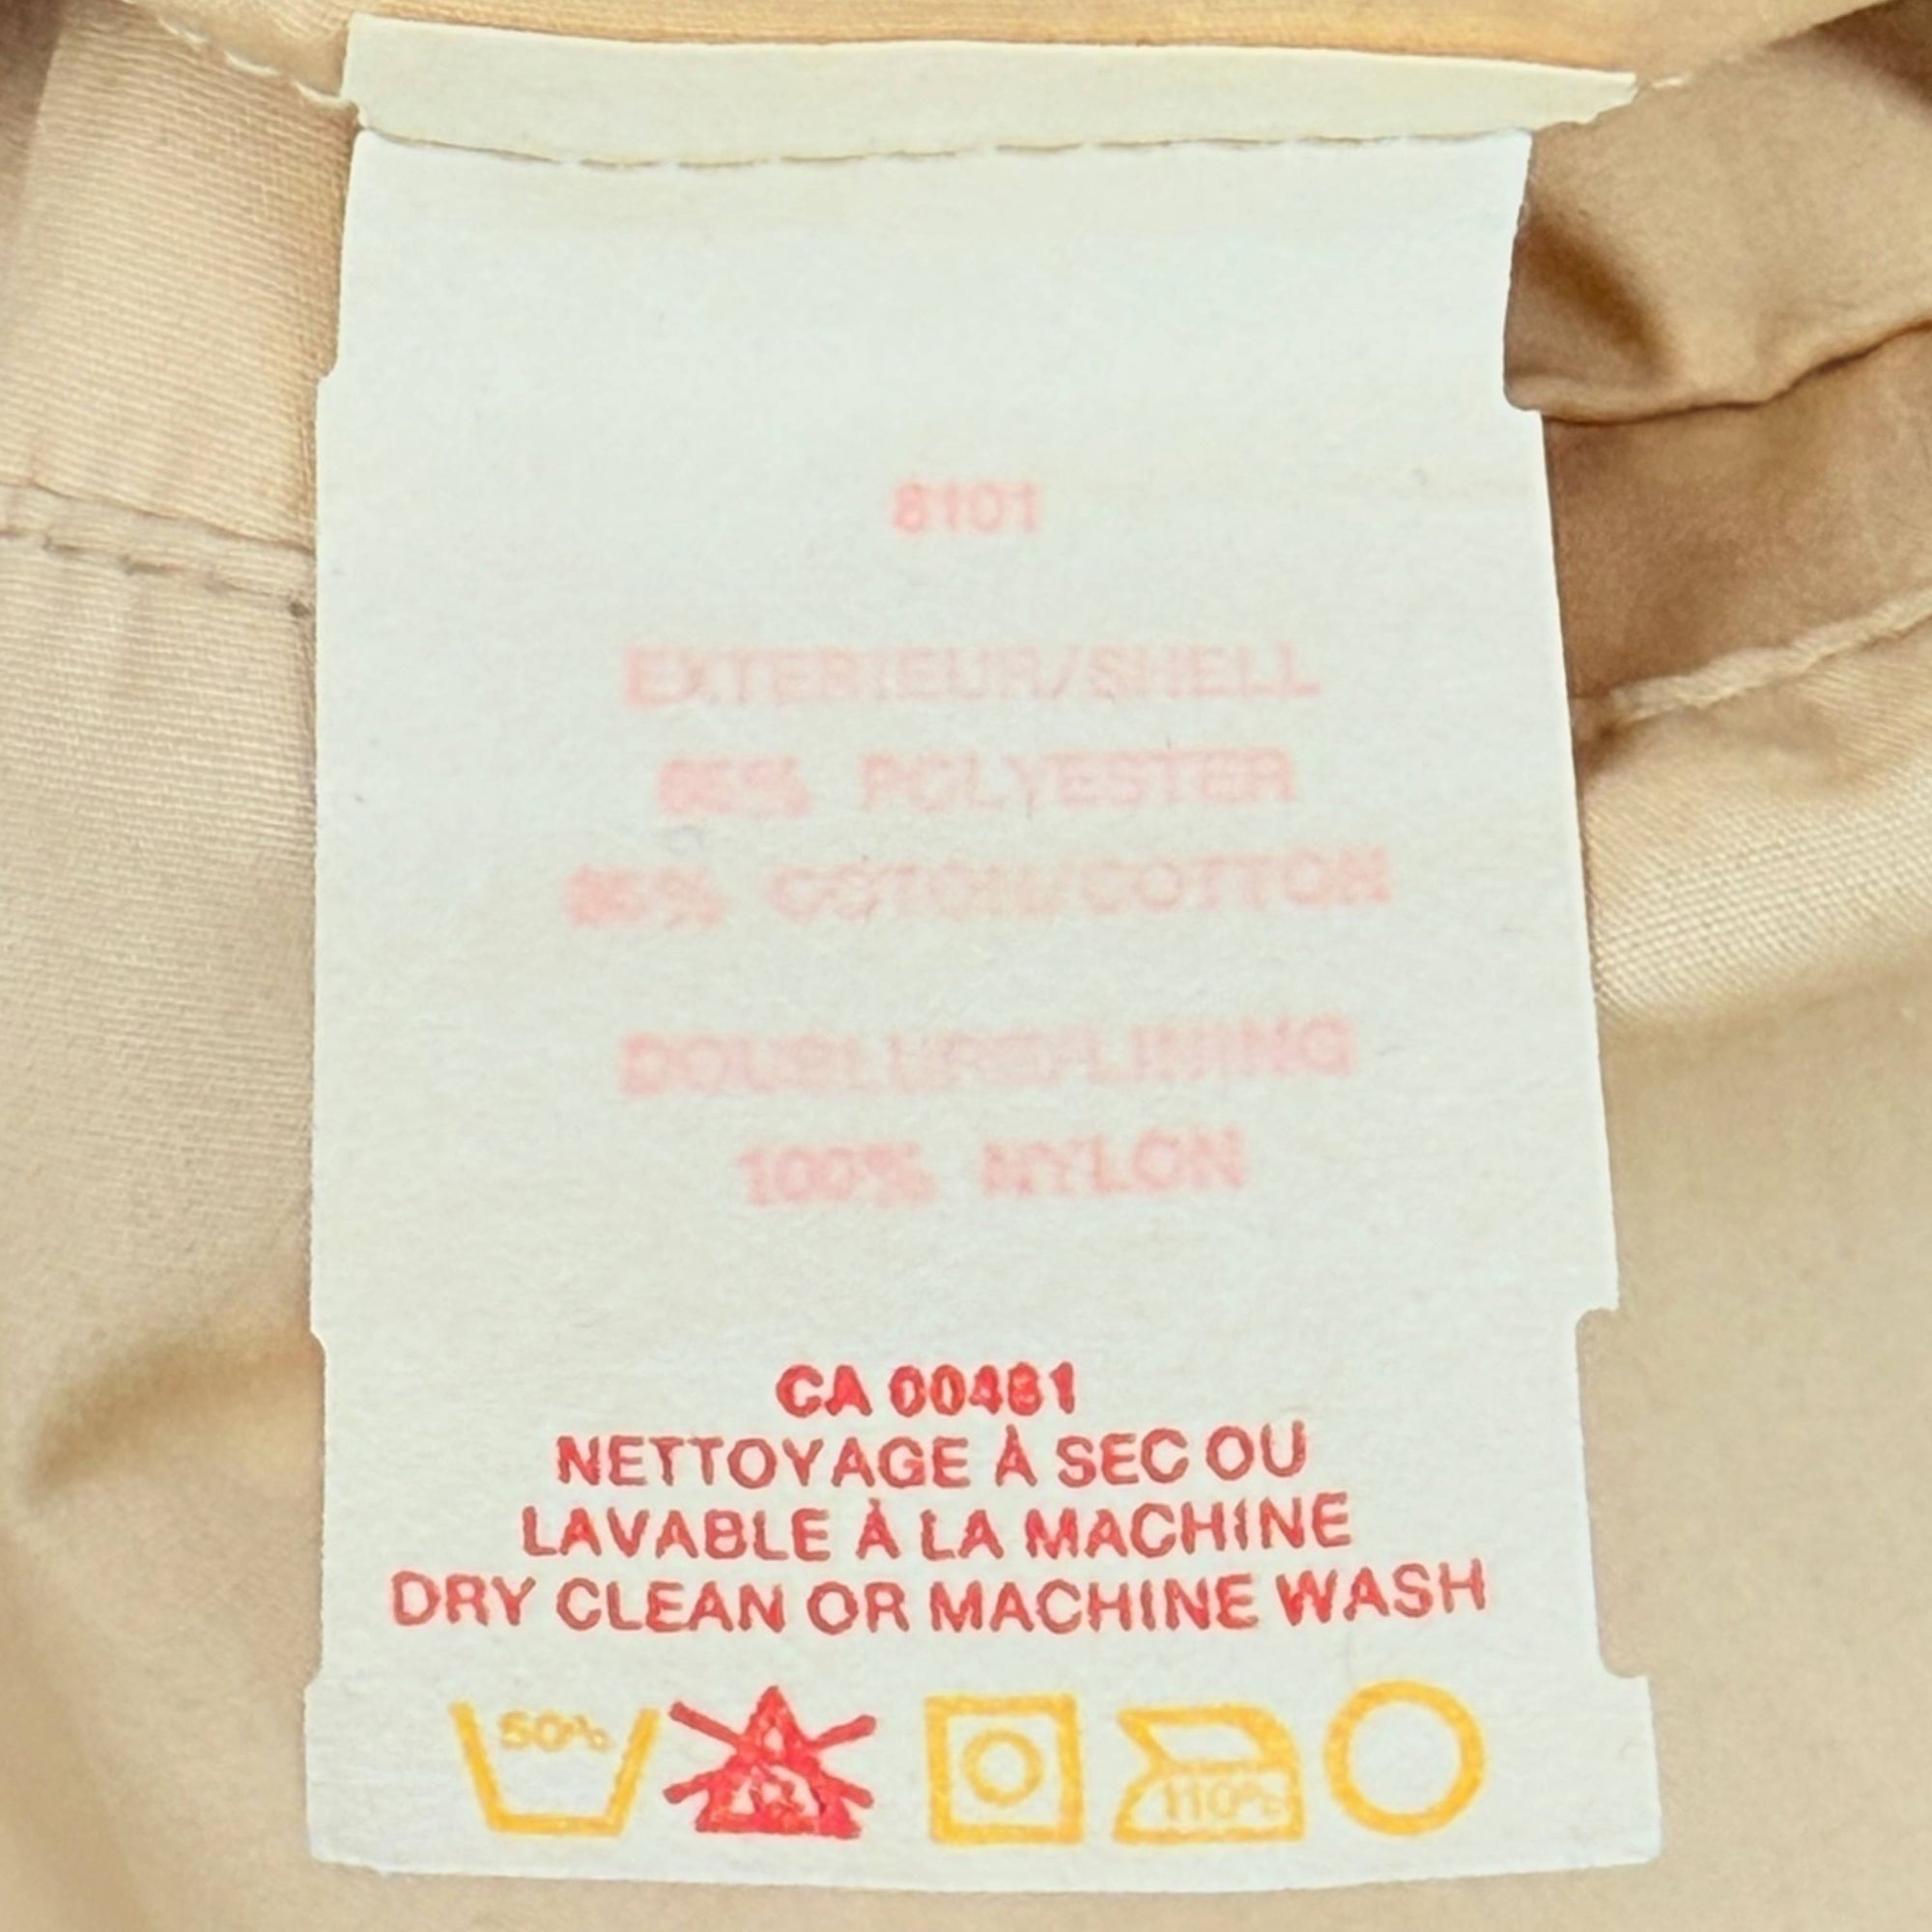 8101
EXTERIEUR/SHELL
65% POLYESTER
35% COTON/COTTON
DOUBLURE/LINING
100% NYLON
CA 00481
NETTOYAGE À SEC OU
LAVABLE À LA MACHINE
DRY CLEAN OR MACHINE WASH
50% 110%